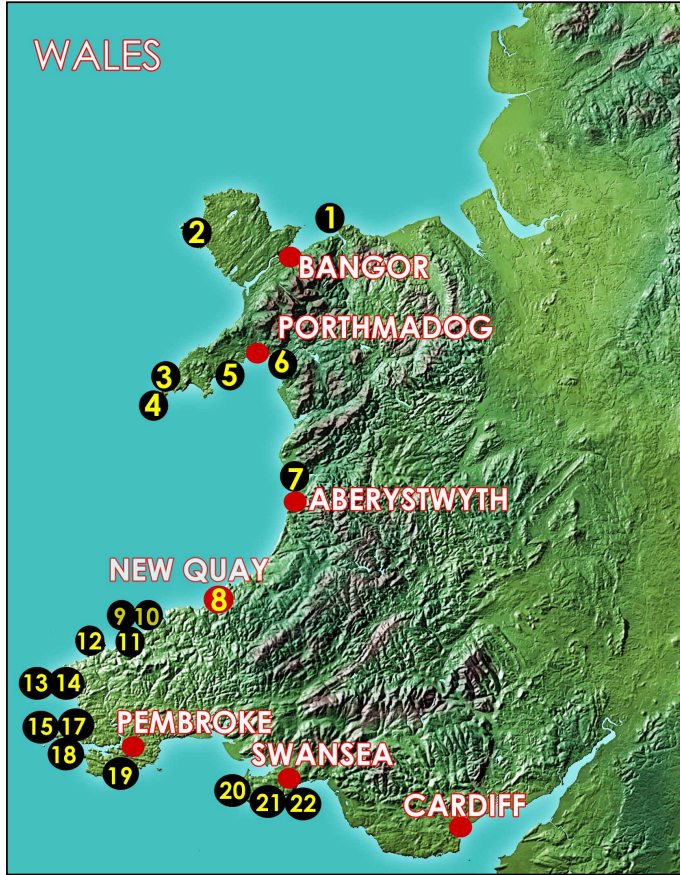 WALES
1
2
BANGOR
PORTHMADOG
3
5
6
4
7
ABERYSTWYTH
NEW QUAY
8
9
10
12
11
13
14
15
17
PEMBROKE
18
SWANSEA
19
20
21
22
CARDIFF